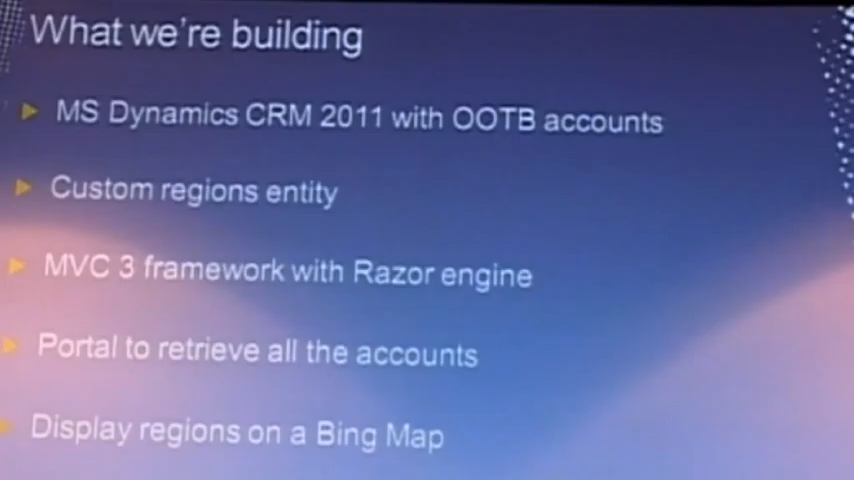 What we're building
MS Dynamics CRM 2011 with OOTB accounts
Custom regions entity
MVC 3 framework with Razor engine
Portal to retrieve all the accounts
Display regions on a Bing Map